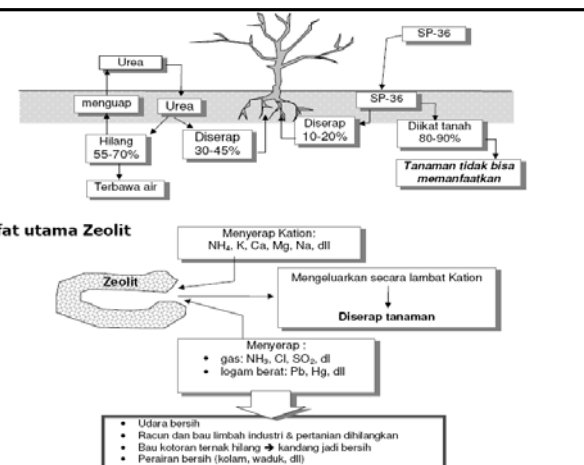 SP-36
Urea
menguap
Urea
SP-36
Hilang
55-70%
Diserap
30-45%
Diserap
10-20%
Diikat tanah
80-90%
Terbawa air
Tanaman tidak bisa
memanfaatkan
fat utama Zeolit
Menyerap Kation:
NH₄, K, Ca, Mg, Na, dll
Zeolit
Mengeluarkan secara lambat Kation
Diserap tanaman
Menyerap :
• gas: NH₃, Cl, SO₂, dl
• logam berat: Pb, Hg, dll
• Udara bersih
• Racun dan bau limbah industri & pertanian dihilangkan
• Bau kotoran ternak hilang ➔ kandang jadi bersih
• Perairan bersih (kolam, waduk, dll)